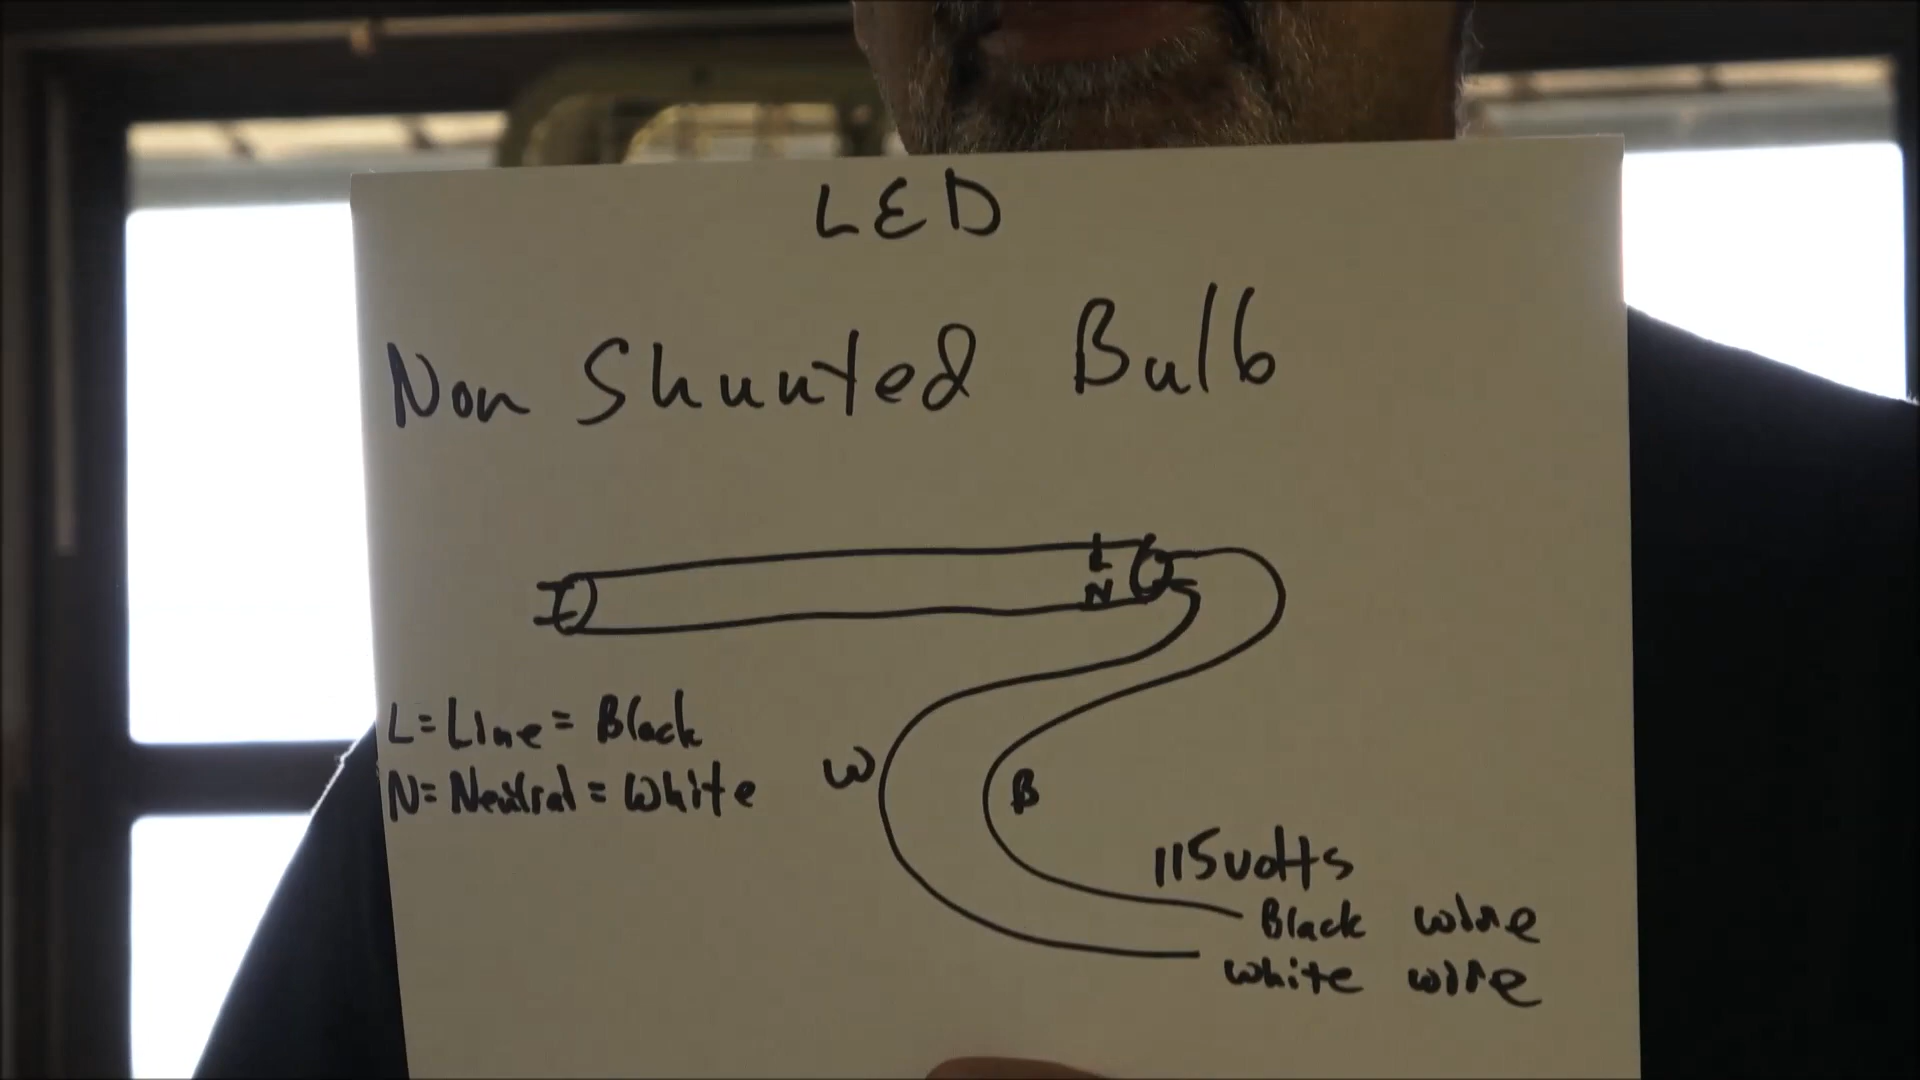 LED
Non Shunted Bulb
L
N
L=Line= Black
N= Neutral= White
W
B
115volts
Black wire
white wire